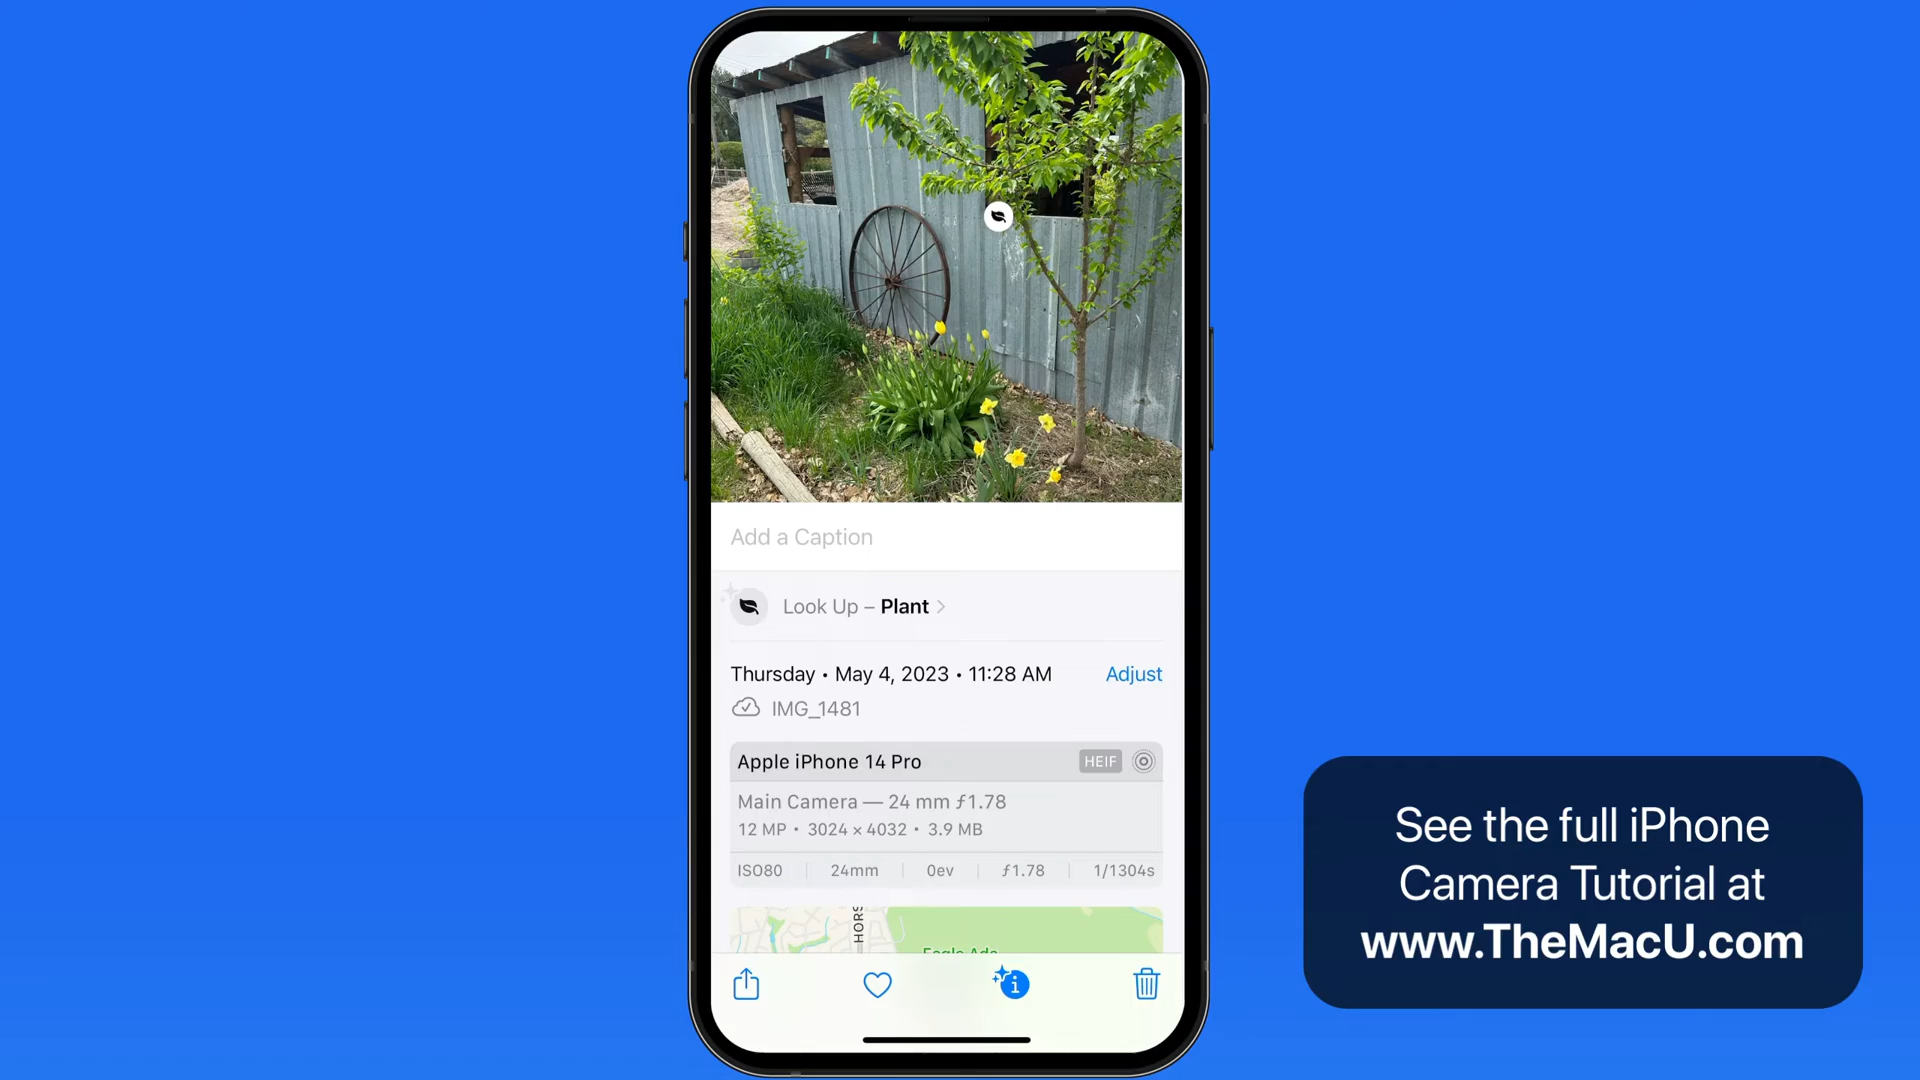 Add a Caption
Look Up – Plant
Thursday • May 4, 2023 • 11:28 AM
Adjust
IMG_1481
Apple iPhone 14 Pro
HEIF
Main Camera — 24 mm ƒ1.78
12 MP • 3024 × 4032 • 3.9 MB
ISO80 | 24mm | 0ev | ƒ1.78 | 1/1304s
HORS
See the full iPhone
Camera Tutorial at
www.TheMacU.com